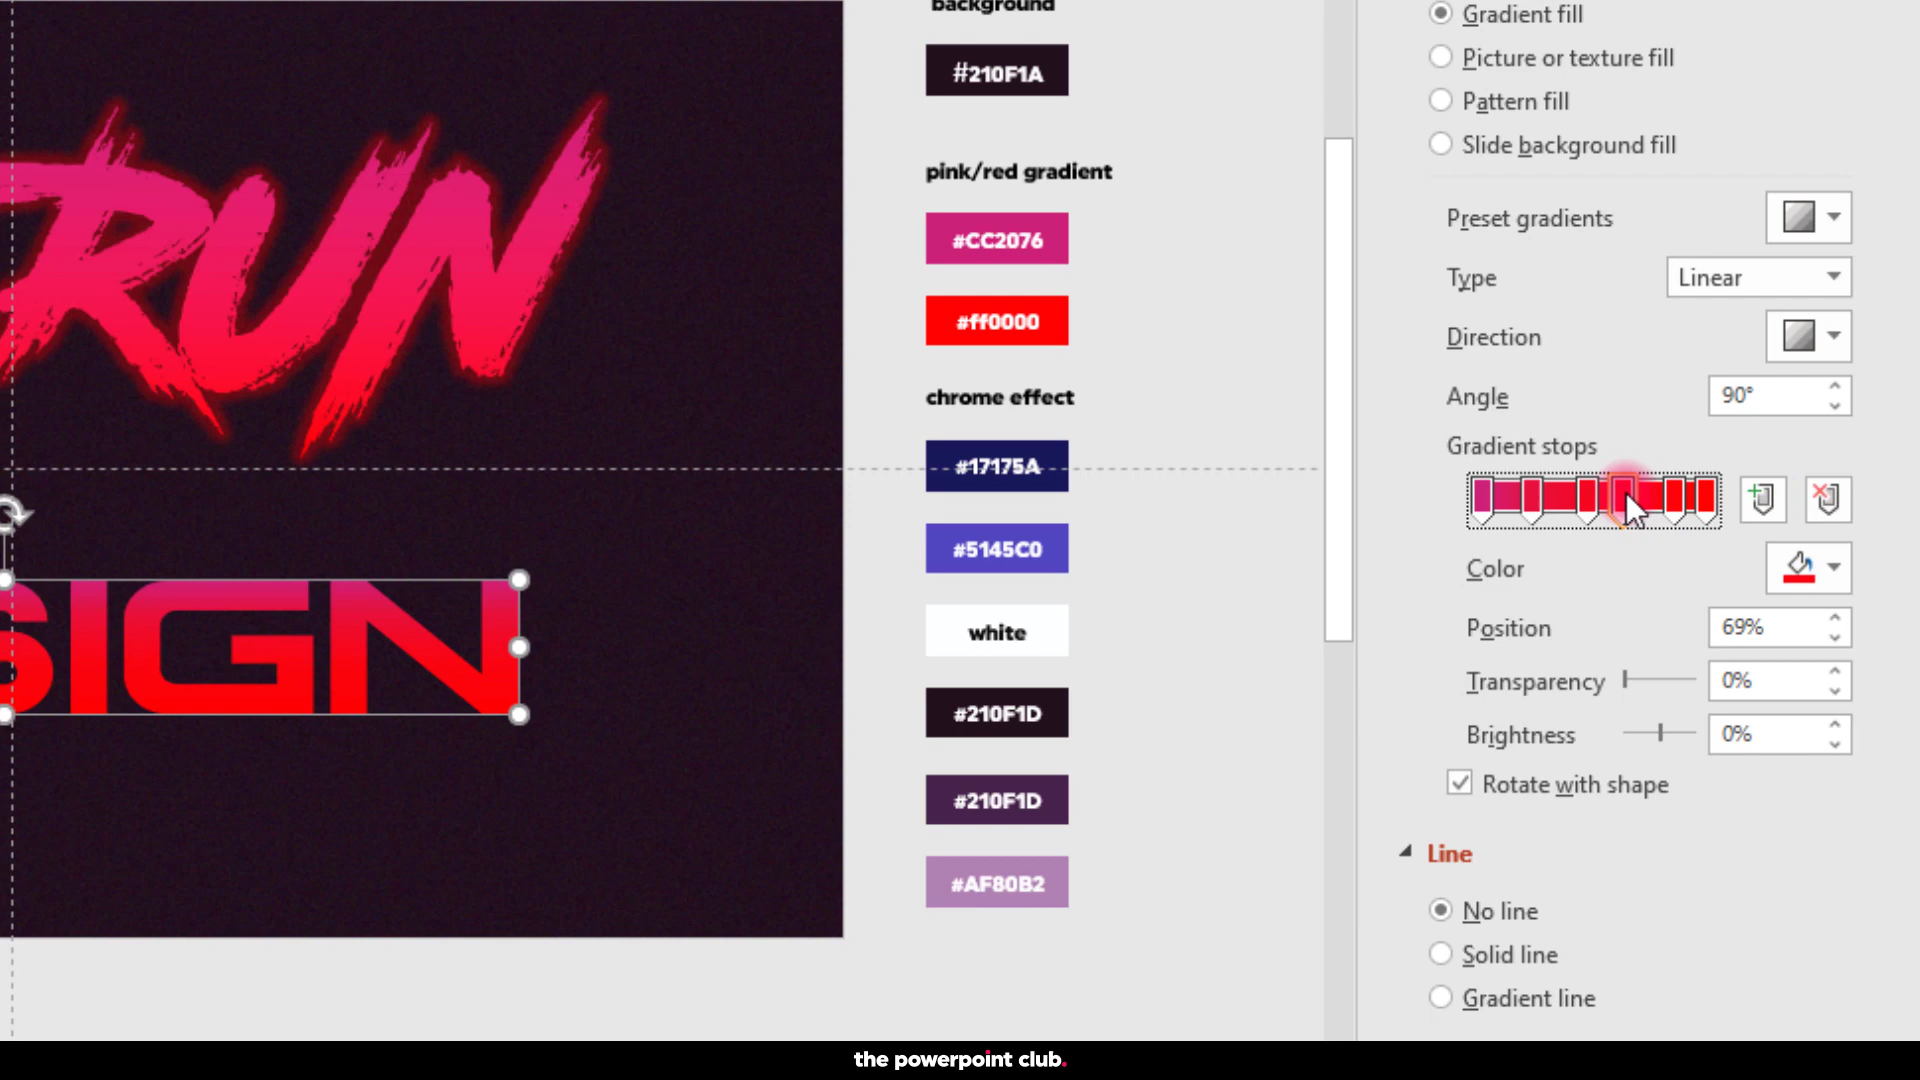 RUN
SIGN
background
#210F1A
pink/red gradient
#CC2076
#ff0000
chrome effect
#17175A
#5145C0
white
#210F1D
#210F1D
#AF80B2
Gradient fill
Picture or texture fill
Pattern fill
Slide background fill
Preset gradients
Type
Linear
Direction
Angle
90°
Gradient stops
Color
Position
69%
Transparency
0%
Brightness
0%
Rotate with shape
Line
No line
Solid line
Gradient line
the powerpoint club.